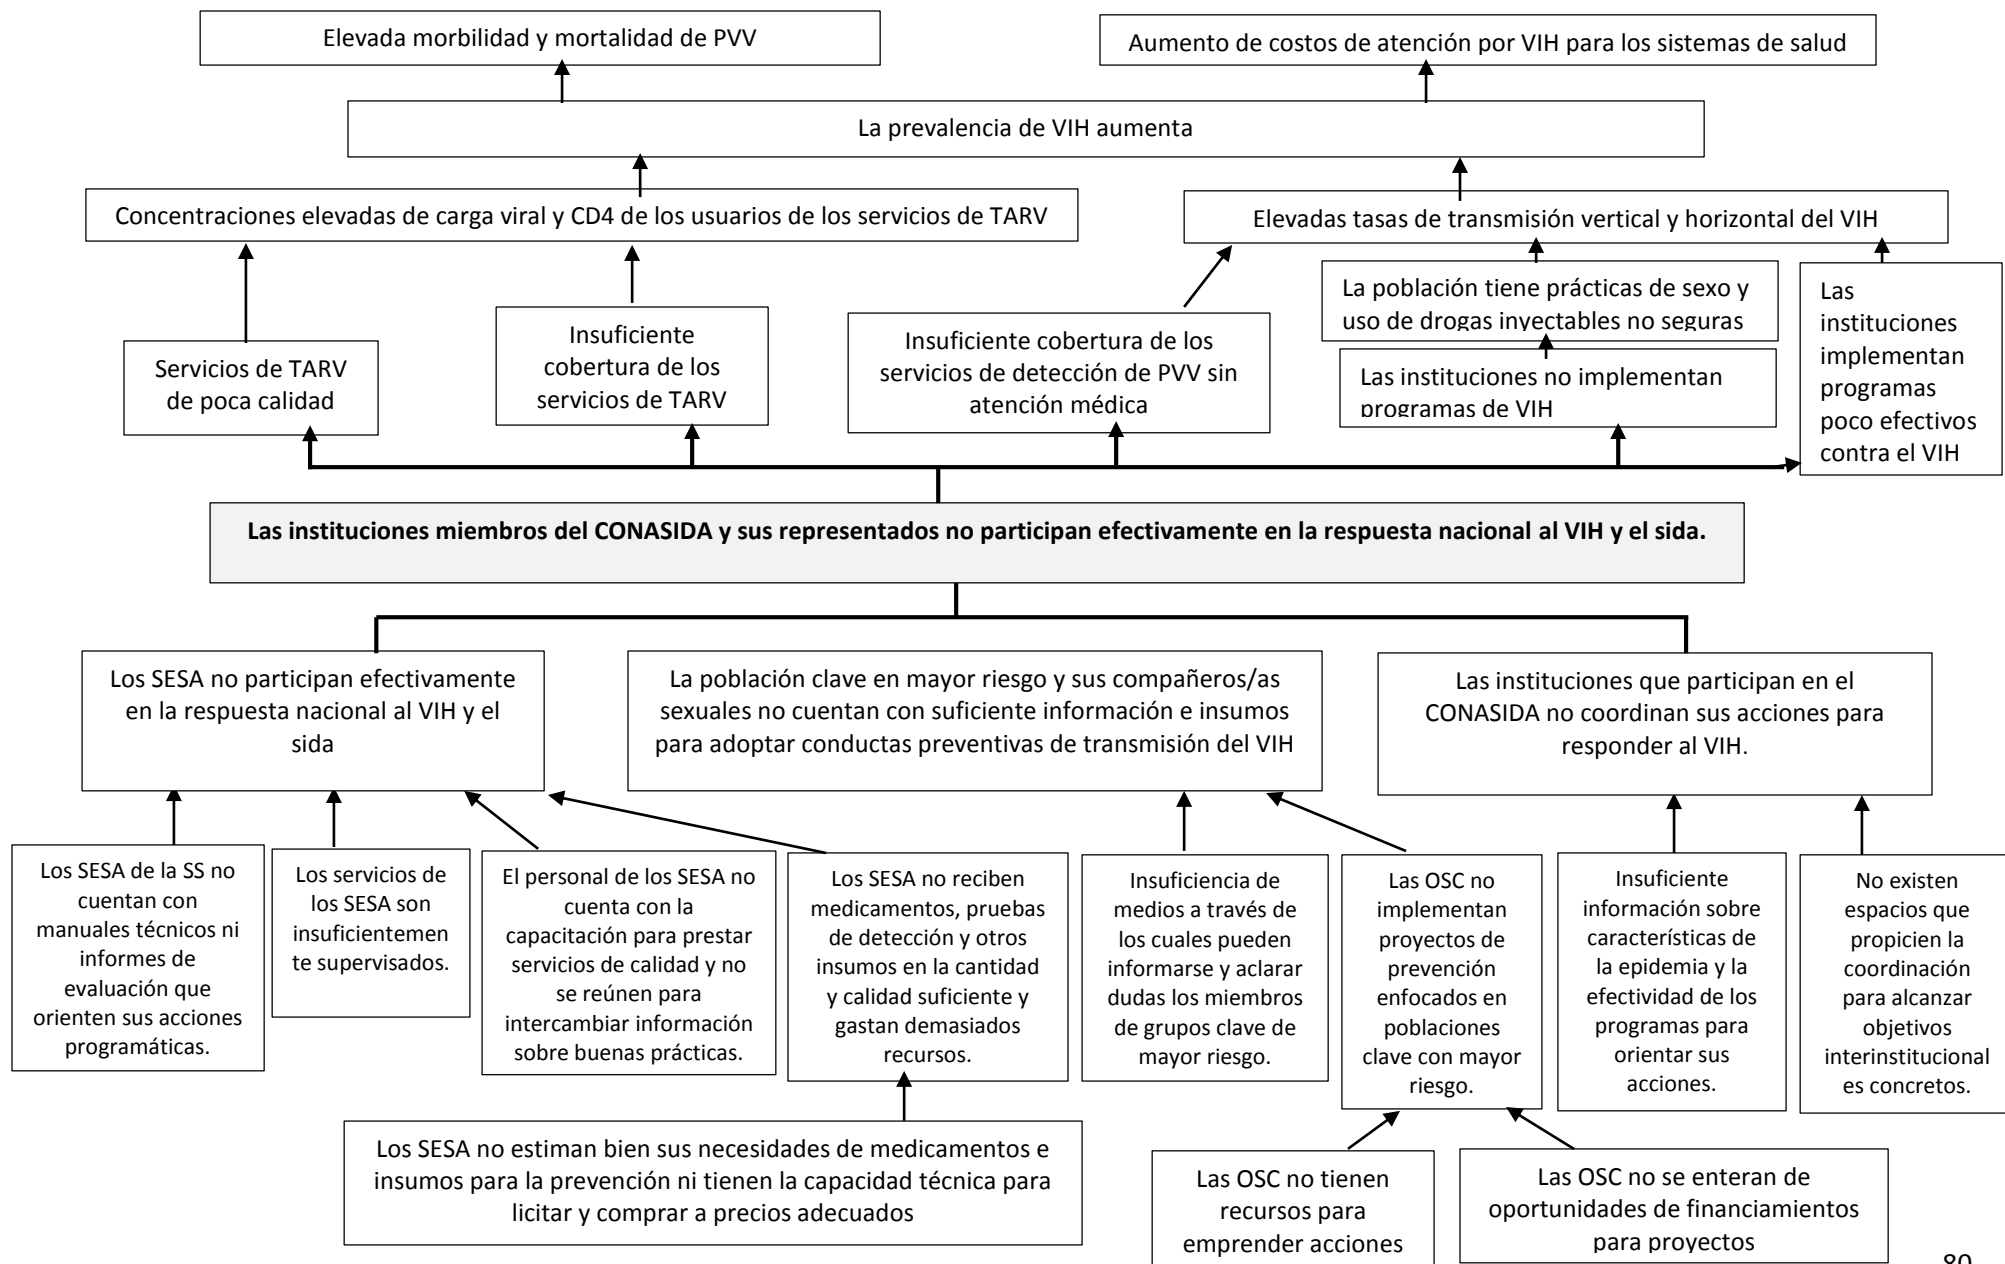 Elevada morbilidad y mortalidad de PVV
Aumento de costos de atención por VIH para los sistemas de salud
La prevalencia de VIH aumenta
Concentraciones elevadas de carga viral y CD4 de los usuarios de los servicios de TARV
Elevadas tasas de transmisión vertical y horizontal del VIH
Servicios de TARV
de poca calidad
Insuficiente
cobertura de los
servicios de TARV
Insuficiente cobertura de los
servicios de detección de PVV sin
atención médica
La población tiene prácticas de sexo y
uso de drogas inyectables no seguras
Las instituciones no implementan
programas de VIH
Las
instituciones
implementan
programas
poco efectivos
contra el VIH
Las instituciones miembros del CONASIDA y sus representados no participan efectivamente en la respuesta nacional al VIH y el sida.
Los SESA no participan efectivamente
en la respuesta nacional al VIH y el
sida
La población clave en mayor riesgo y sus compañeros/as
sexuales no cuentan con suficiente información e insumos
para adoptar conductas preventivas de transmisión del VIH
Las instituciones que participan en el
CONASIDA no coordinan sus acciones para
responder al VIH.
Los SESA de la SS no
cuentan con
manuales técnicos ni
informes de
evaluación que
orienten sus acciones
programáticas.
Los servicios de
los SESA son
insuficientemen
te supervisados.
El personal de los SESA no
cuenta con la
capacitación para prestar
servicios de calidad y no
se reúnen para
intercambiar información
sobre buenas prácticas.
Los SESA no reciben
medicamentos, pruebas
de detección y otros
insumos en la cantidad
y calidad suficiente y
gastan demasiados
recursos.
Insuficiencia de
medios a través de
los cuales pueden
informarse y aclarar
dudas los miembros
de grupos clave de
mayor riesgo.
Las OSC no
implementan
proyectos de
prevención
enfocados en
poblaciones
clave con mayor
riesgo.
Insuficiente
información sobre
características de
la epidemia y la
efectividad de los
programas para
orientar sus
acciones.
No existen
espacios que
propicien la
coordinación
para alcanzar
objetivos
interinstitucional
es concretos.
Los SESA no estiman bien sus necesidades de medicamentos e
insumos para la prevención ni tienen la capacidad técnica para
licitar y comprar a precios adecuados
Las OSC no tienen
recursos para
emprender acciones
Las OSC no se enteran de
oportunidades de financiamientos
para proyectos
80